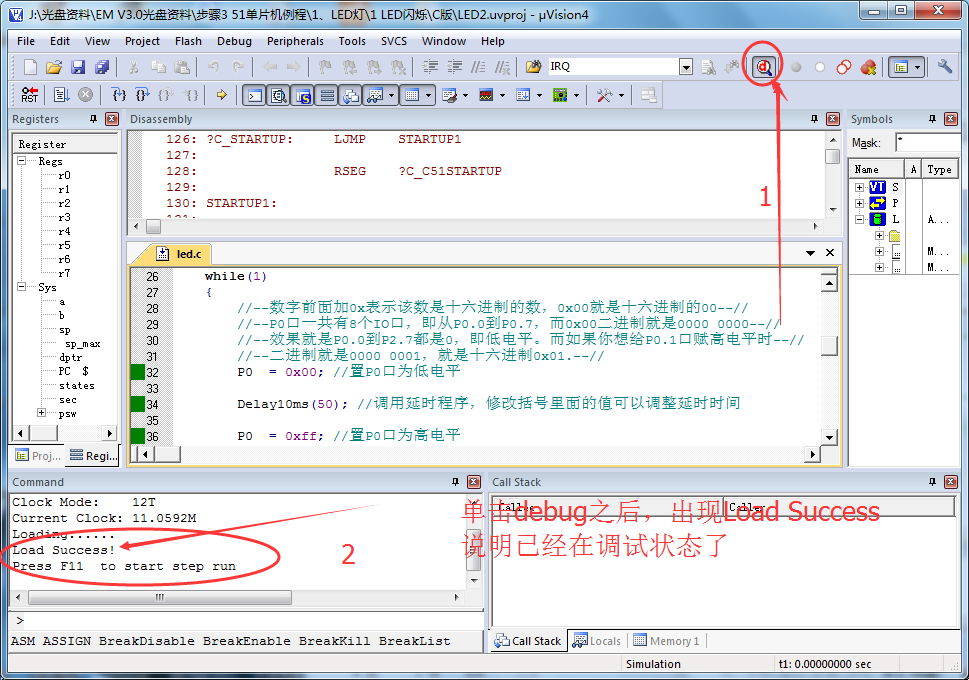 J:\光盘资料\EM V3.0光盘资料\步骤3 51单片机例程\1、LED灯\1 LED闪烁\C版\LED2.uvproj - µVision4
File Edit View Project Flash Debug Peripherals Tools SVCS Window Help
IRQ
RST
Registers
Register
Regs
r0
r1
r2
r3
r4
r5
r6
r7
Sys
a
b
sp
sp_max
dptr
PC $
states
sec
psw
Proj...
Regi...
Disassembly
126: ?C_STARTUP: LJMP STARTUP1
127:
128: RSEG ?C_C51STARTUP
129:
130: STARTUP1:
1
Symbols
Mask: *
Name A Type
VT S
P
L A...
M...
M...
led.c
26 while(1)
27 {
28 //--数字前面加0x表示该数是十六进制的数，0x00就是十六进制的00--//
29 //--P0口一共有8个IO口，即从P0.0到P0.7，而0x00二进制就是0000 0000--//
30 //--效果就是P0.0到P2.7都是0，即低电平。而如果你想给P0.1口赋高电平时--//
31 //--二进制就是0000 0001，就是十六进制0x01.--//
32 P0 = 0x00; //置P0口为低电平
33
34 Delay10ms(50); //调用延时程序，修改括号里面的值可以调整延时时间
35
36 P0 = 0xff; //置P0口为高电平
Command
Clock Mode: 12T
Current Clock: 11.0592M
Loading......
Load Success!
Press F11 to start step run
2
>
ASM ASSIGN BreakDisable BreakEnable BreakKill BreakList
Call Stack
单击debug之后，出现Load Success
说明已经在调试状态了
Call Stack Locals Memory 1
Simulation t1: 0.00000000 sec